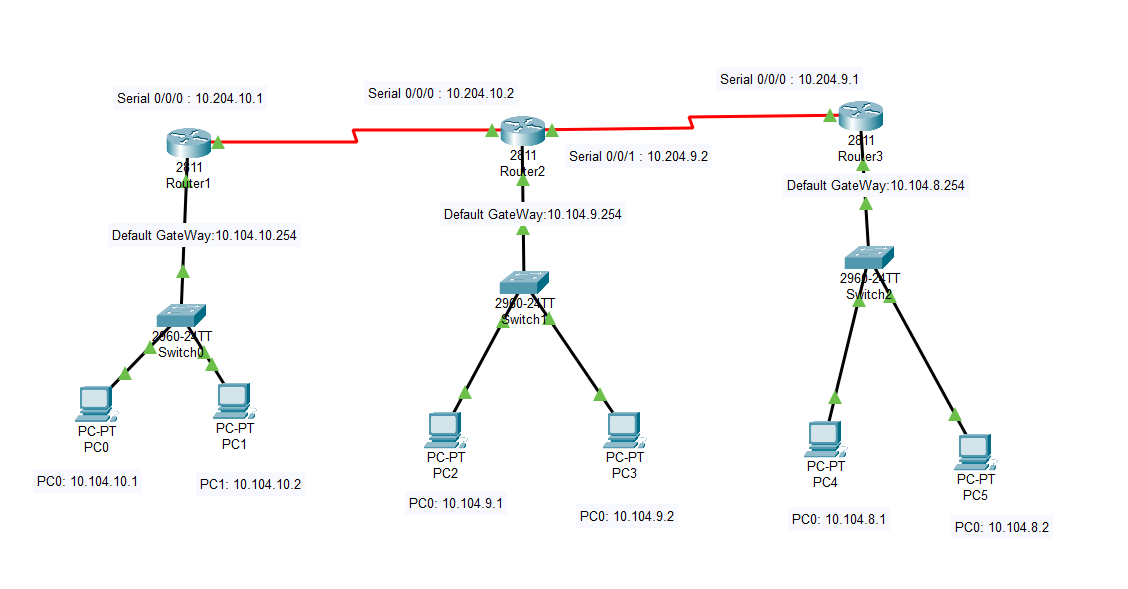 Serial 0/0/0 : 10.204.10.1
Serial 0/0/0 : 10.204.10.2
Serial 0/0/0 : 10.204.9.1
2811
Router1
2811
Router2
Serial 0/0/1 : 10.204.9.2
2811
Router3
Default GateWay:10.104.10.254
Default GateWay:10.104.9.254
Default GateWay:10.104.8.254
2960-24TT
Switch0
2960-24TT
Switch1
2960-24TT
Switch2
PC-PT
PC0
PC-PT
PC1
PC-PT
PC2
PC-PT
PC3
PC-PT
PC4
PC-PT
PC5
PC0: 10.104.10.1
PC1: 10.104.10.2
PC0: 10.104.9.1
PC0: 10.104.9.2
PC0: 10.104.8.1
PC0: 10.104.8.2